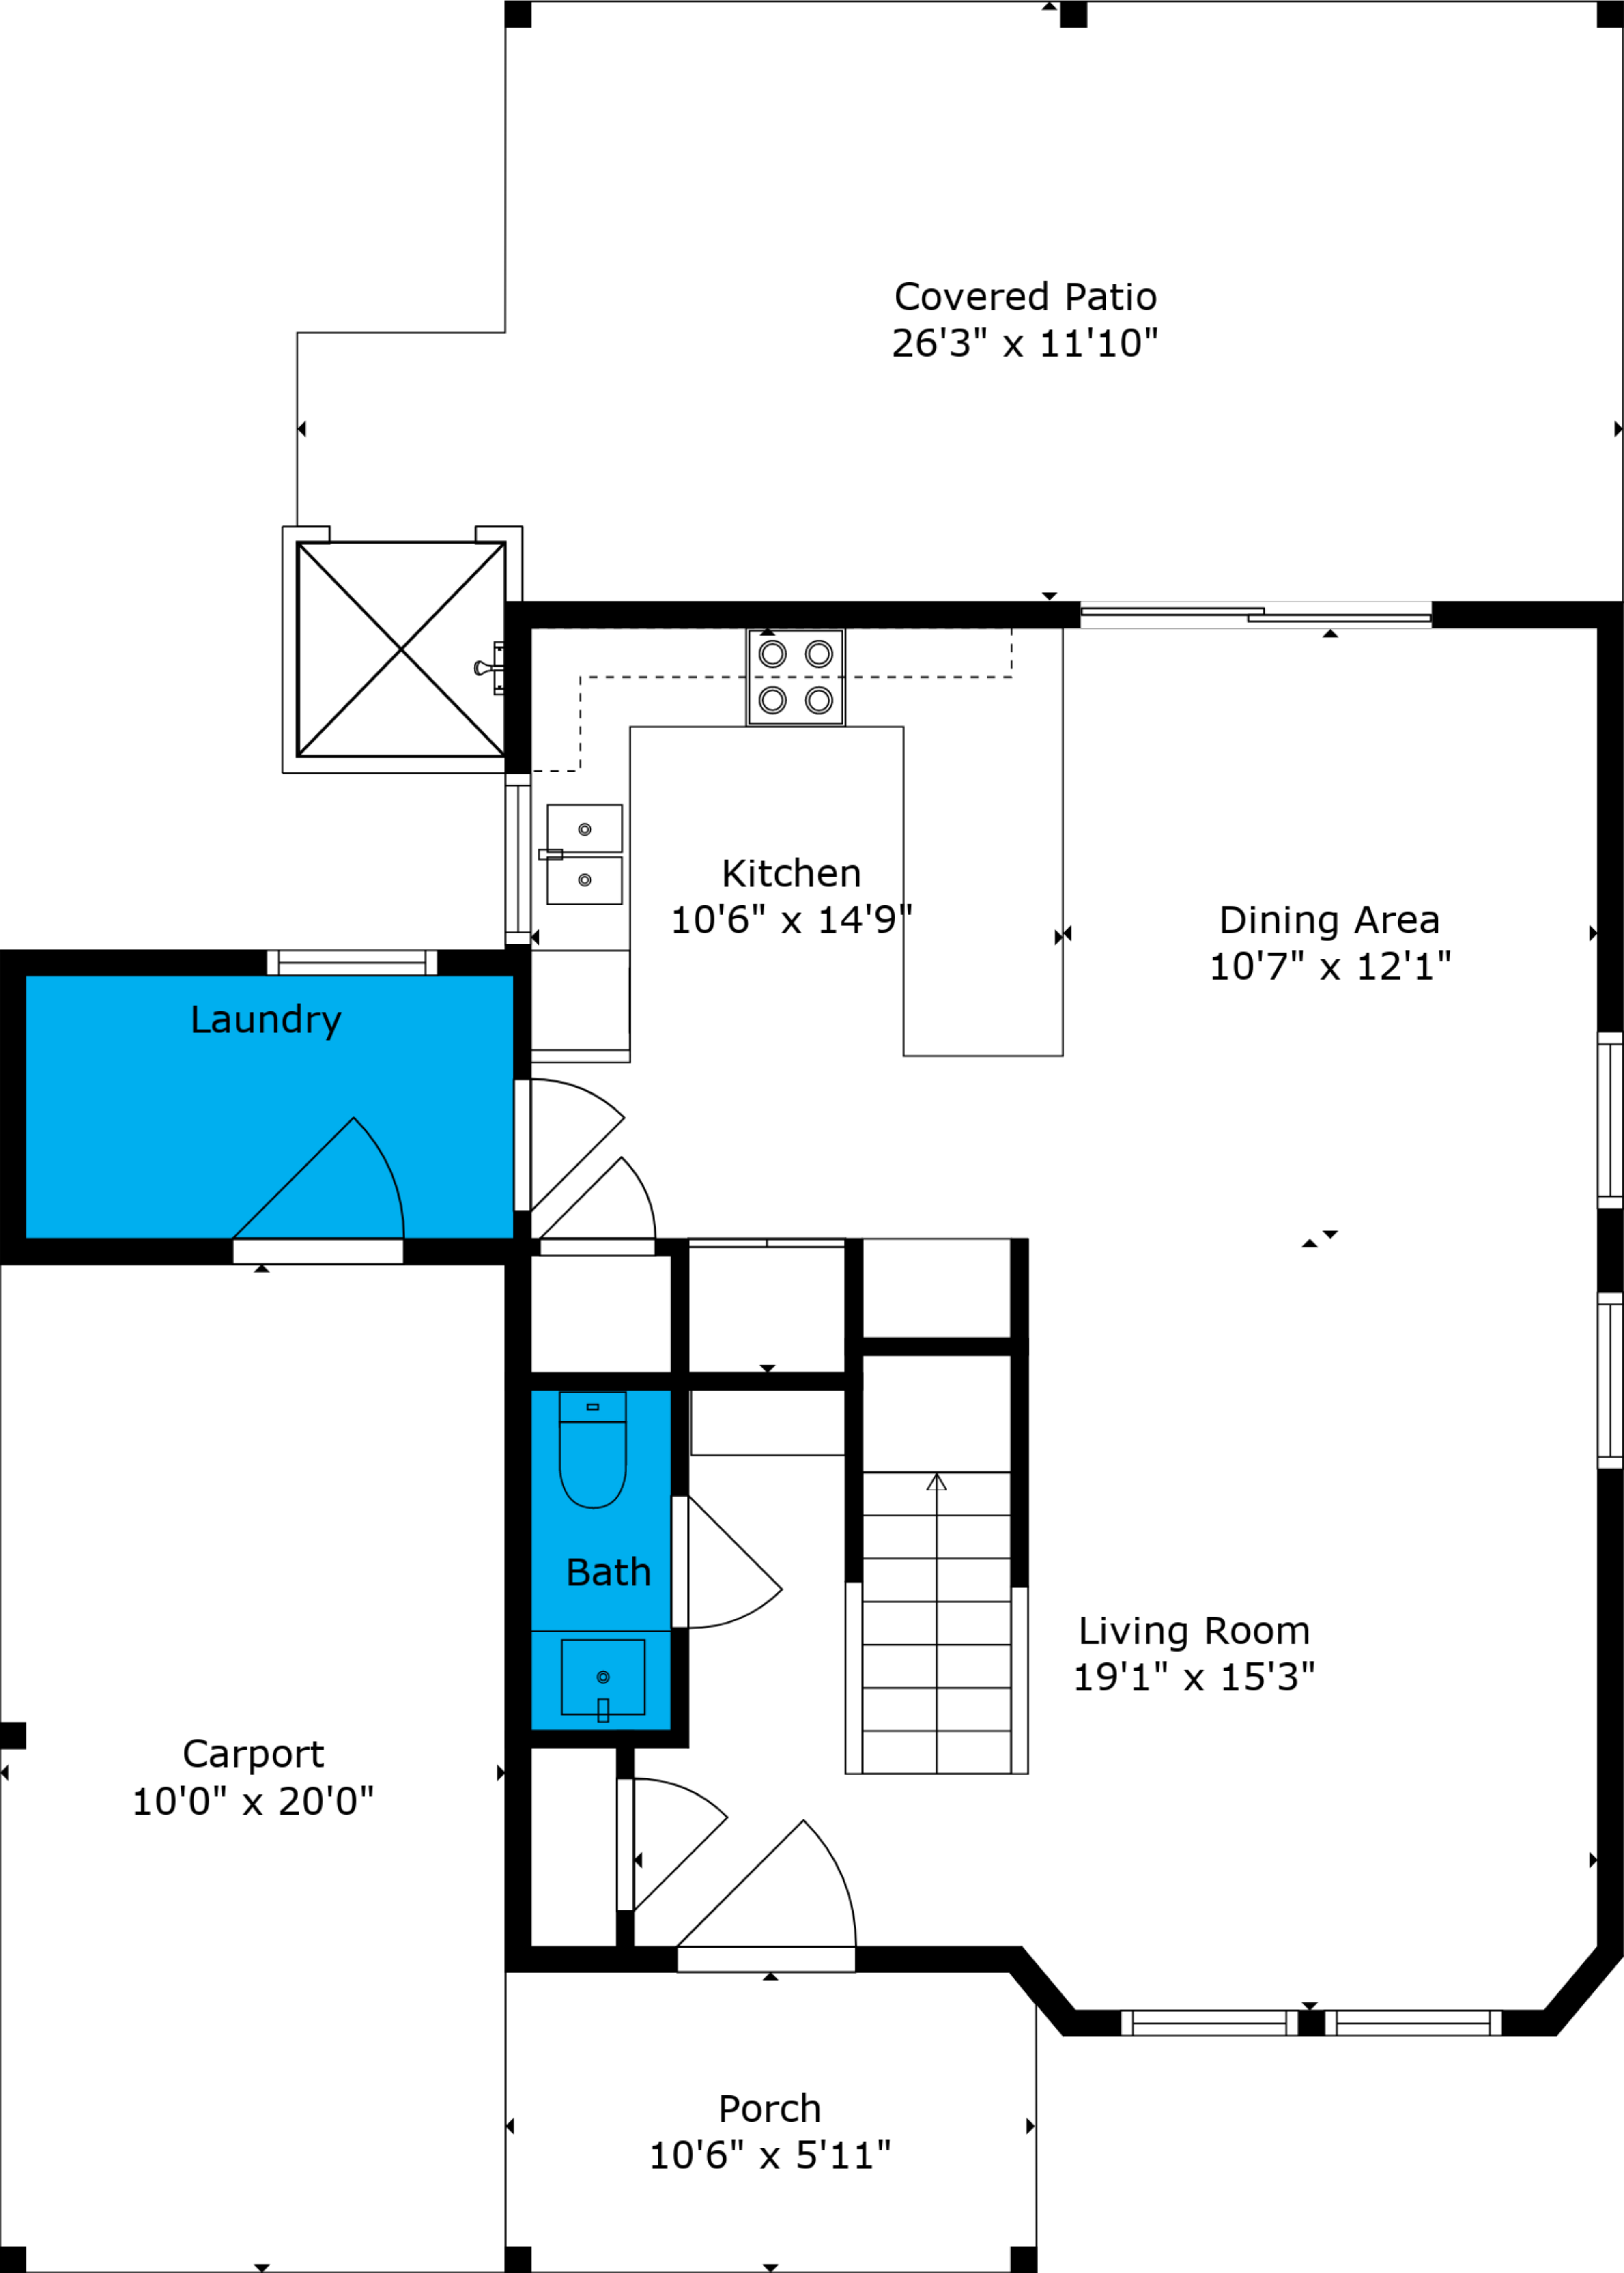 Covered Patio
26'3" x 11'10"
Kitchen
10'6" x 14'9"
Dining Area
10'7" x 12'1"
Laundry
Bath
Living Room
19'1" x 15'3"
Carport
10'0" x 20'0"
Porch
10'6" x 5'11"